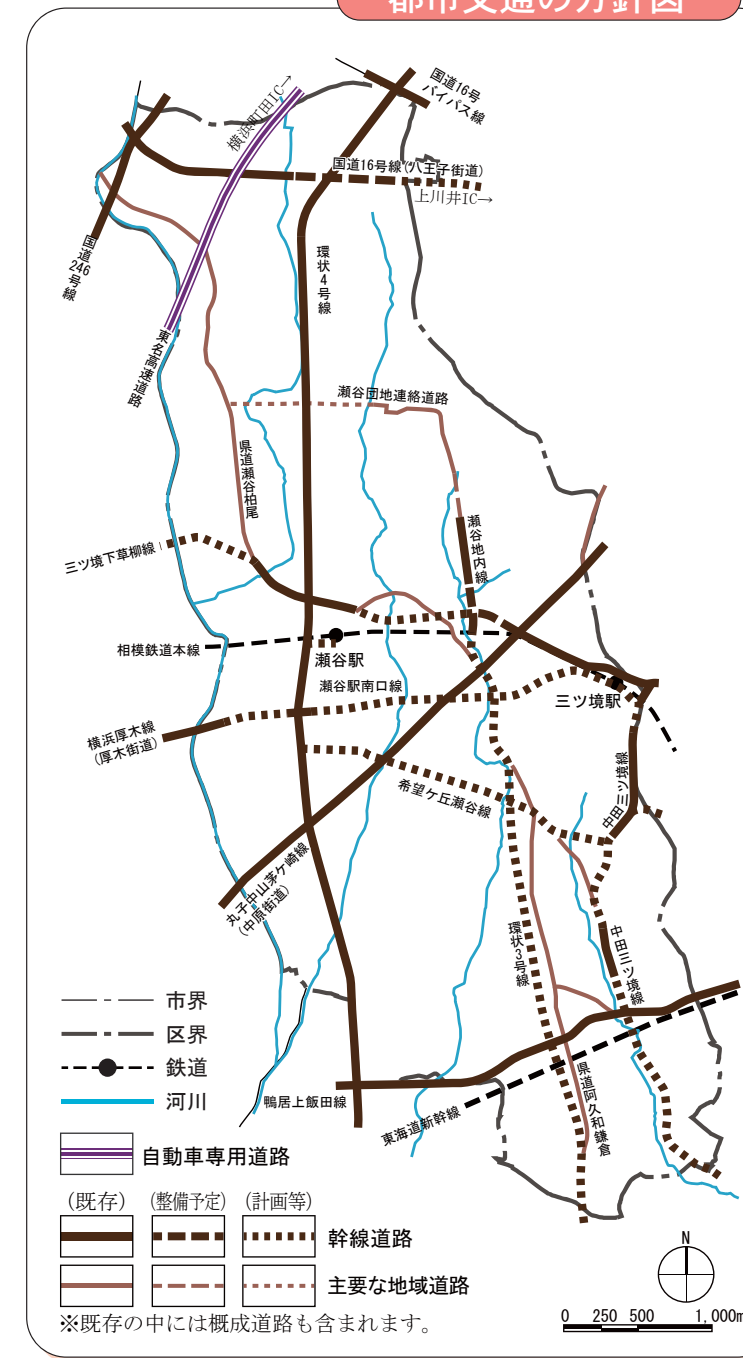 都市交通の方針図
国道16号
バイパス線
横浜町田IC→
国道16号線(八王子街道)
上川井IC→
国道
246
号線
環状4号線
東名高速道路
瀬谷団地連絡道路
県道瀬谷柏尾
瀬谷地内線
三ツ境下草柳線
相模鉄道本線
瀬谷駅
瀬谷駅南口線
三ツ境駅
横浜厚木線
(厚木街道)
希望ケ丘瀬谷線
中田三ツ境線
丸子中山茅ケ崎線
(中原街道)
環状3号線
中田三ツ境線
市界
区界
鉄道
河川
鴨居上飯田線
東海道新幹線
県道阿久和鎌倉
自動車専用道路
(既存) (整備予定) (計画等)
幹線道路
主要な地域道路
※既存の中には概成道路も含まれます。
N
0 250 500 1,000m